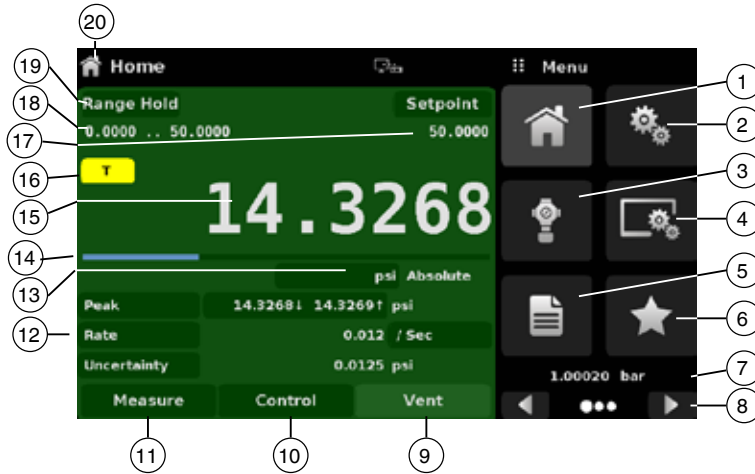 20
Home
Menu
19
Range Hold
Setpoint
1
18
0.0000 .. 50.0000
50.0000
2
17
16
T
3
15
14.3268
4
14
13
psi Absolute
5
Peak
14.3268↓ 14.3269↑ psi
6
12
Rate
0.012 / Sec
Uncertainty
0.0125 psi
1.00020 bar
7
Measure
Control
Vent
8
11
10
9